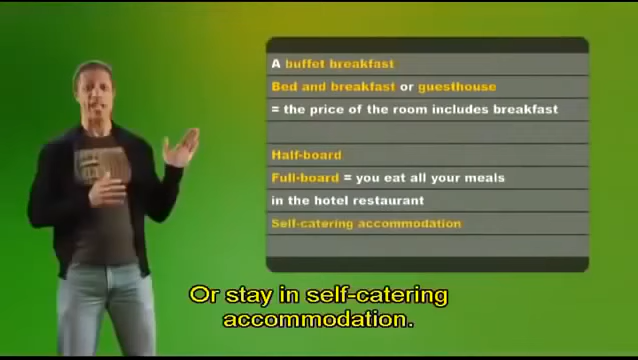 A buffet breakfast
Bed and breakfast or guesthouse
= the price of the room includes breakfast
Half-board
Full-board = you eat all your meals
in the hotel restaurant
Self-catering accommodation
Or stay in self-catering
accommodation.